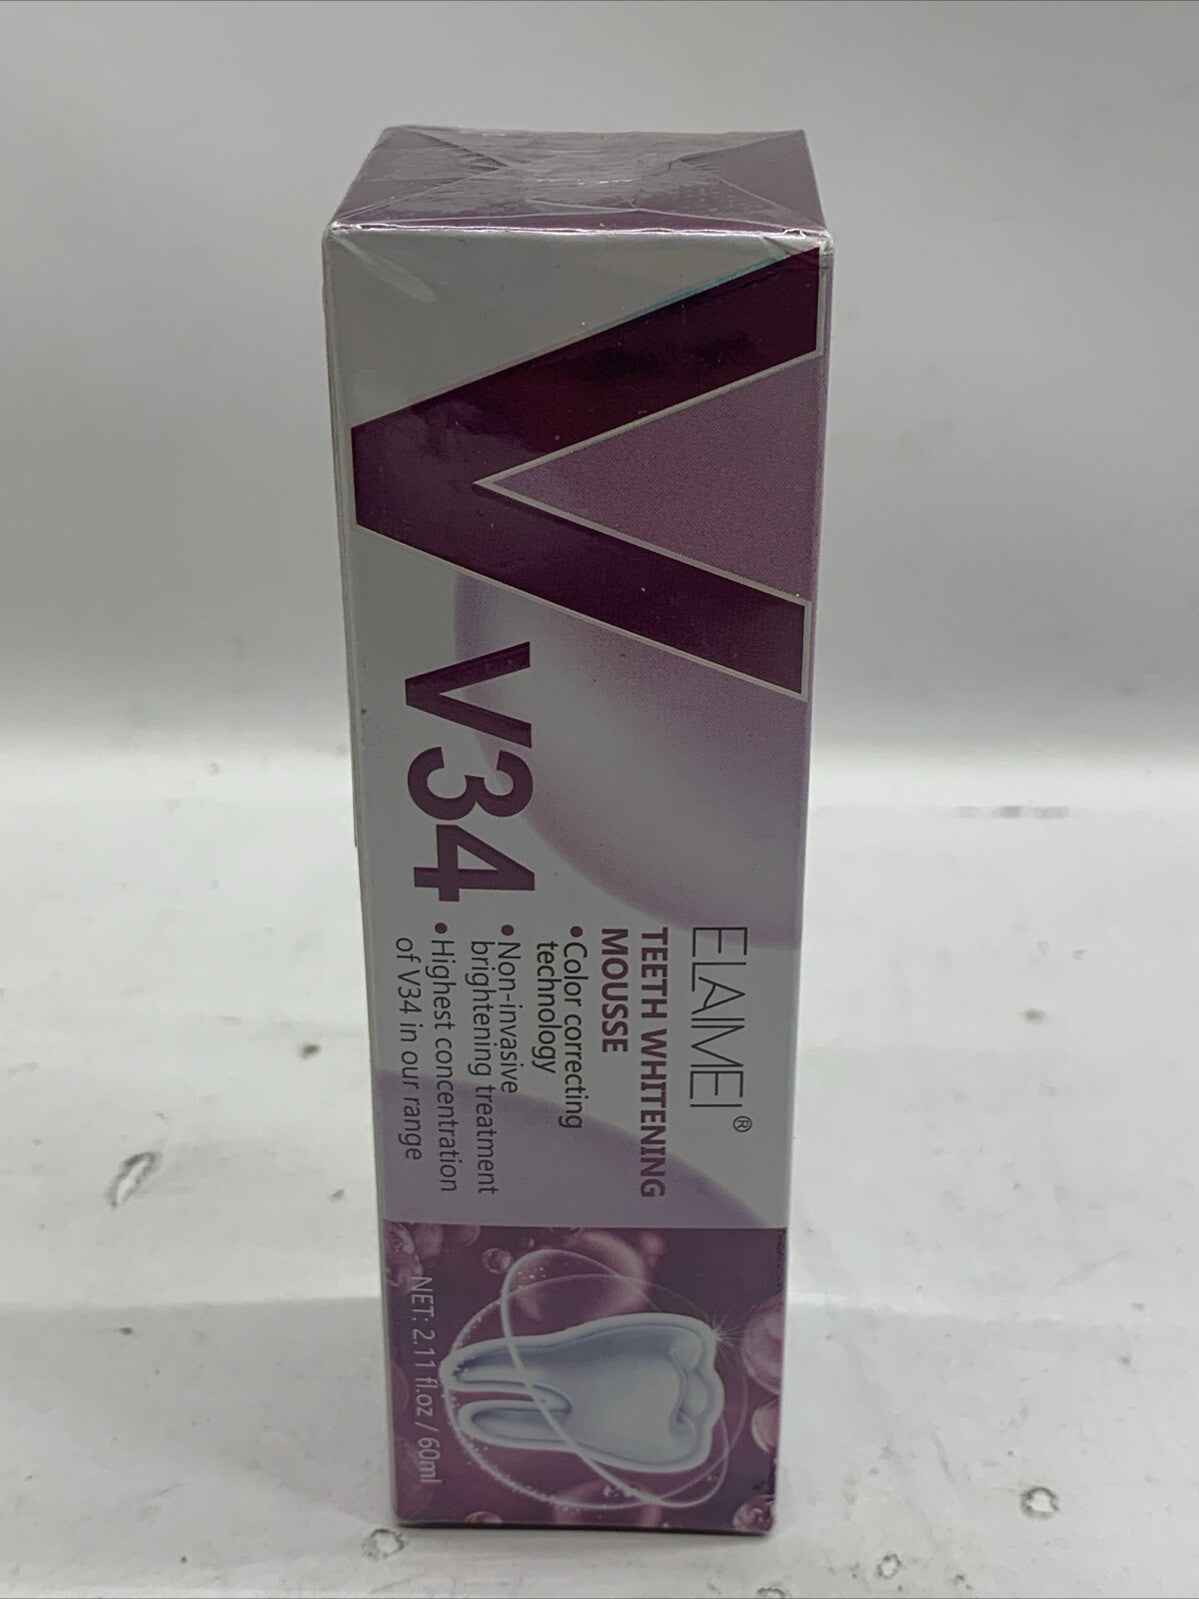 V
V34
ELAIMEI®
TEETH WHITENING
MOUSSE
•Color correcting
technology
•Non-invasive
brightening treatment
•Highest concentration
of V34 in our range
NET: 2.11 fl.oz / 60ml